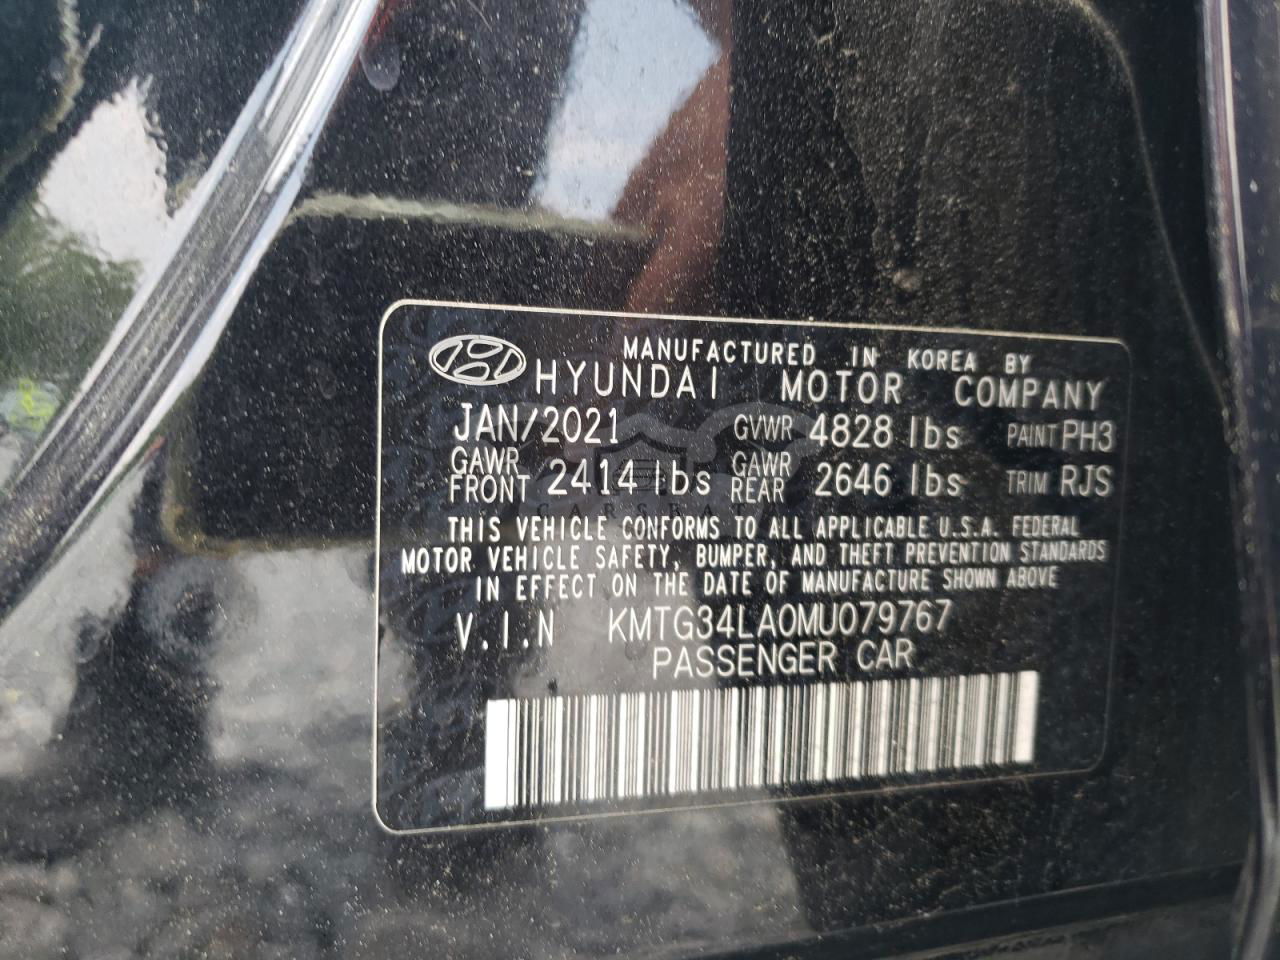 MANUFACTURED IN KOREA BY
HYUNDAI MOTOR COMPANY
JAN/2021 GVWR 4828 lbs PAINT PH3
GAWR FRONT 2414 lbs GAWR REAR 2646 lbs TRIM RJS
CARSBAT
THIS VEHICLE CONFORMS TO ALL APPLICABLE U.S.A. FEDERAL
MOTOR VEHICLE SAFETY, BUMPER, AND THEFT PREVENTION STANDARDS
IN EFFECT ON THE DATE OF MANUFACTURE SHOWN ABOVE
V.I.N KMTG34LA0MU079767
PASSENGER CAR